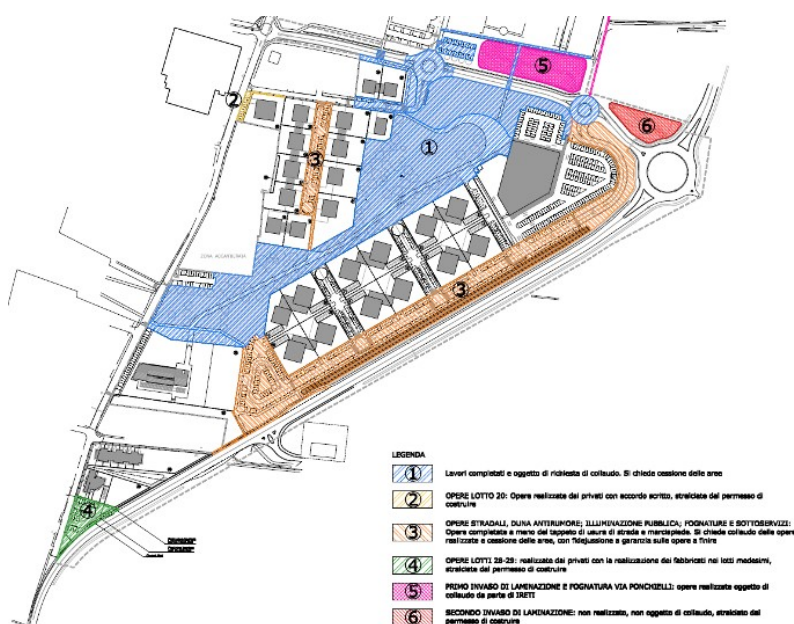 5
2
6
3
1
DUNA ACUSTICA
3
4
LEGENDA
1 Lavori completati e oggetto di richiesta di collaudo. Si chiede cessione delle aree
2 OPERE LOTTO 20: Opere realizzate dai privati con accordo scritto, stralciate dal permesso di
costruire
3 OPERE STRADALI, DUNA ANTIRUMORE; ILLUMINAZIONE PUBBLICA; FOGNATURE E SOTTOSERVIZI:
Opere completate a meno del tappeto di usura di strada e marciapiede. Si chiede collaudo delle opere
realizzate e cessione delle aree, con fidejussione a garanzia sulle opere a finire
4 OPERE LOTTI 28-29: realizzate dai privati con la realizzazione dei fabbricati nei lotti medesimi,
stralciate dal permesso di costruire
5 PRIMO INVASO DI LAMINAZIONE E FOGNATURA VIA PONCHIELLI: opere realizzate oggetto di
collaudo da parte di IRETI
6 SECONDO INVASO DI LAMINAZIONE: non realizzato, non oggetto di collaudo, stralciato dal
permesso di costruire